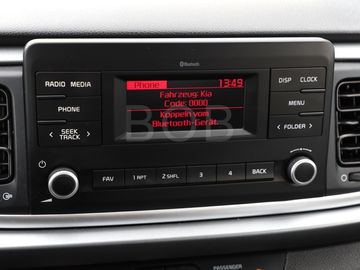 Bluetooth
RADIO MEDIA
Phone 13:49
DISP CLOCK
Fahrzeug: Kia
Code: 0000
PHONE
MENU
Koppeln vom
Bluetooth-Gerät.
BOB
< SEEK TRACK >
< FOLDER >
FAV 1 RPT 2 SHFL 3 4 BACK
PASSENGER